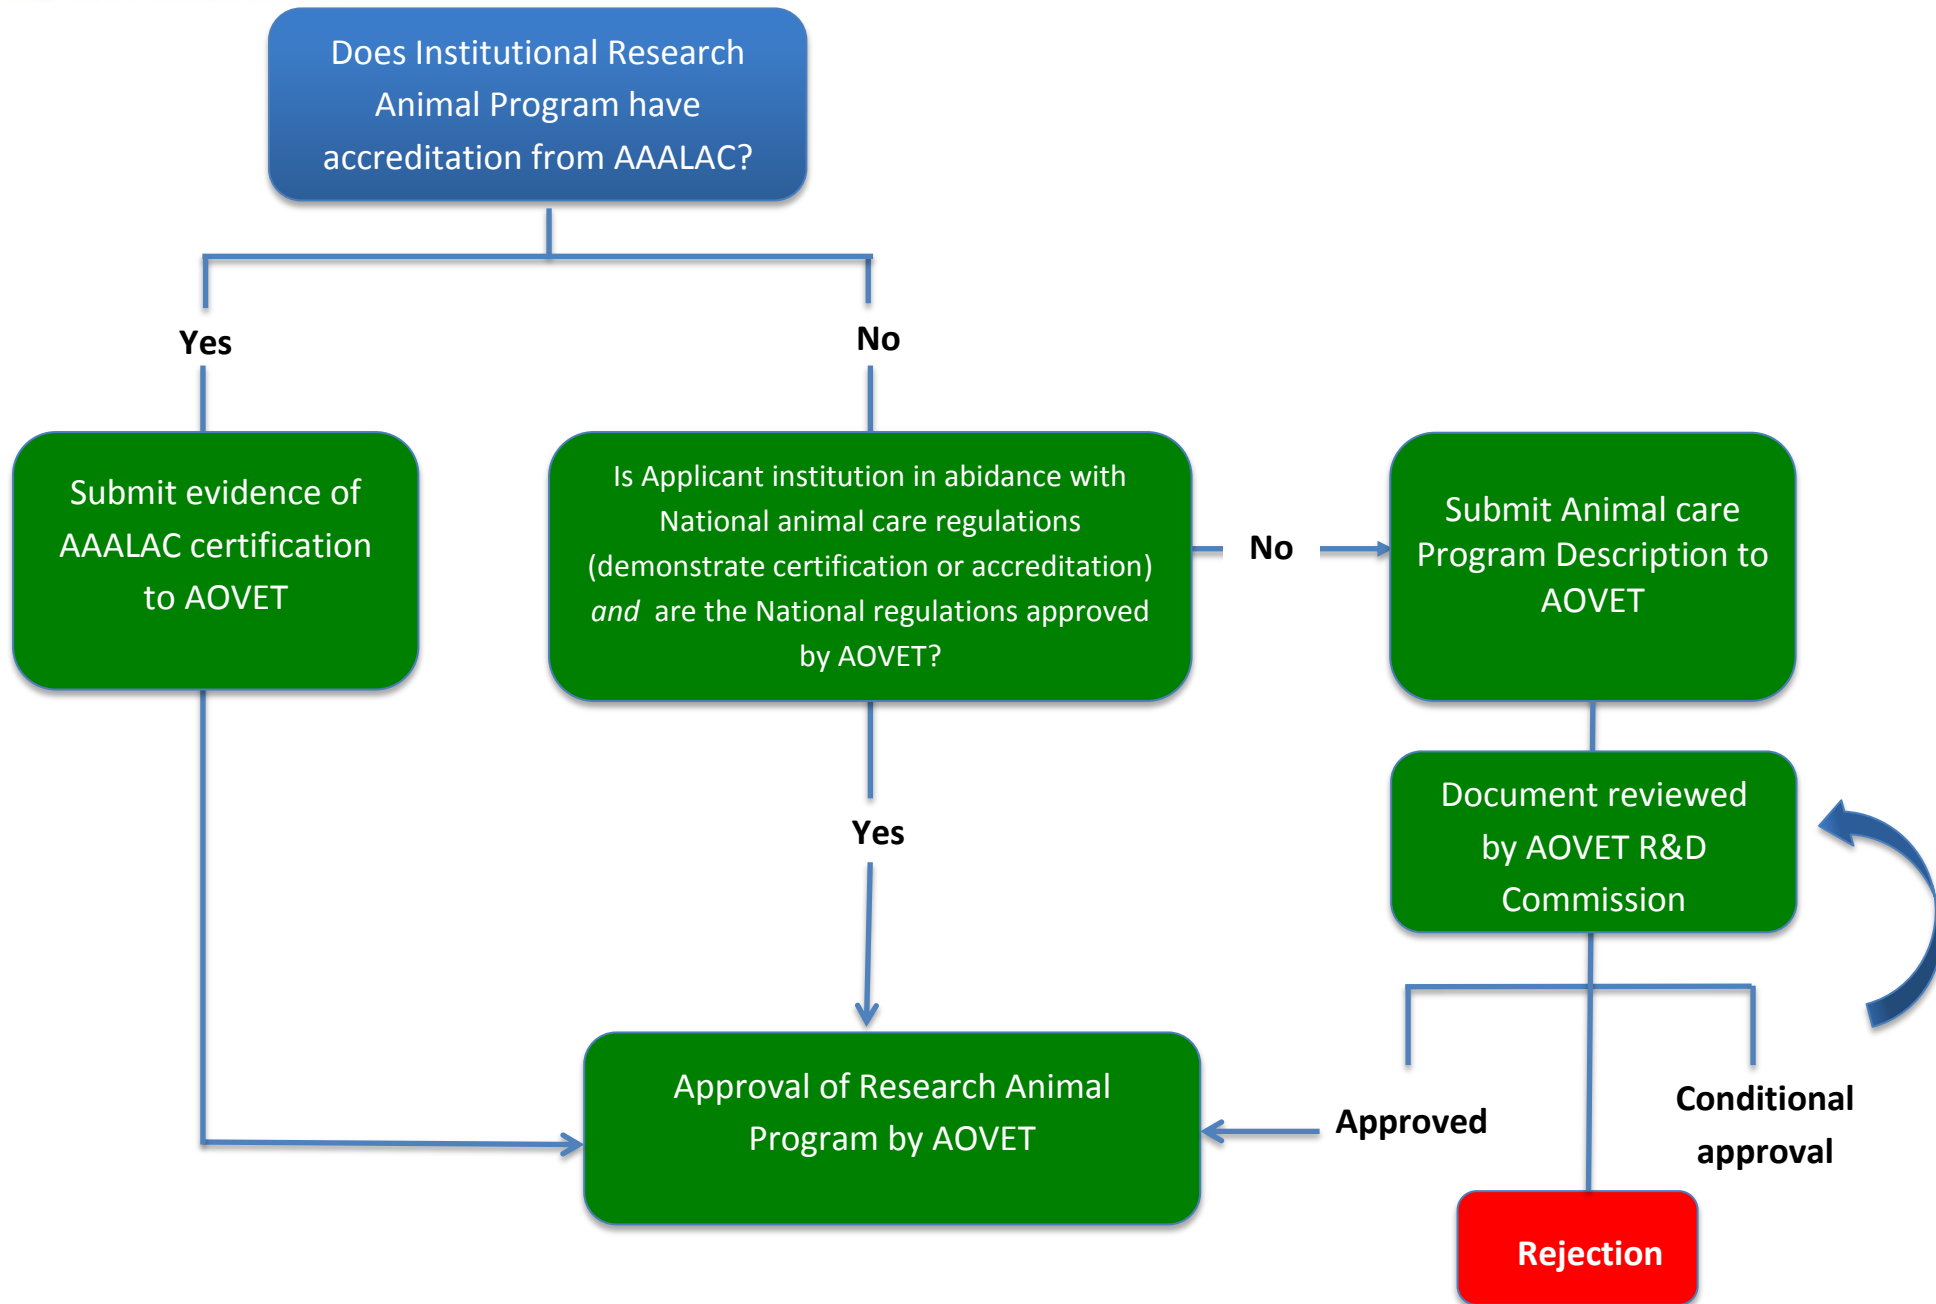 Does Institutional Research
Animal Program have
accreditation from AAALAC?
Yes
No
Submit evidence of
AAALAC certification
to AOVET
Is Applicant institution in abidance with
National animal care regulations
(demonstrate certification or accreditation)
and are the National regulations approved
by AOVET?
No
Submit Animal care
Program Description to
AOVET
Document reviewed
by AOVET R&D
Commission
Yes
Approval of Research Animal
Program by AOVET
Approved
Conditional
approval
Rejection